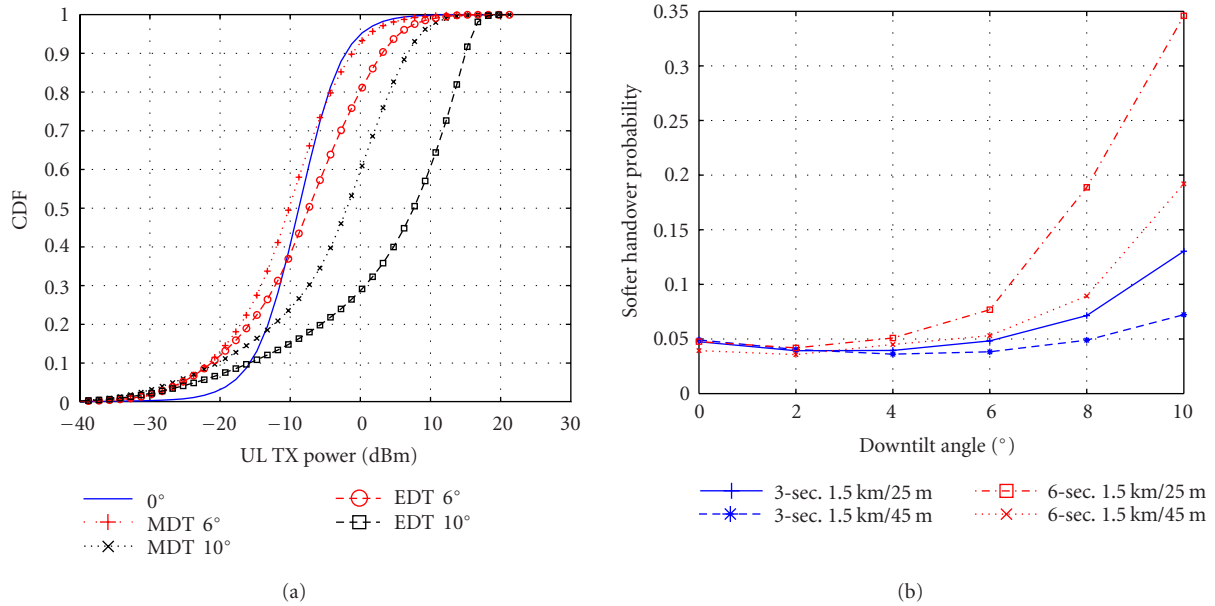 1
0.9
0.8
0.7
0.6
0.5
0.4
0.3
0.2
0.1
0
CDF
−40 −30 −20 −10 0 10 20 30
UL TX power (dBm)
0°
MDT 6°
MDT 10°
EDT 6°
EDT 10°
(a)
0.35
0.3
0.25
0.2
0.15
0.1
0.05
0
Softer handover probability
0 2 4 6 8 10
Downtilt angle (°)
3-sec. 1.5 km/25 m
3-sec. 1.5 km/45 m
6-sec. 1.5 km/25 m
6-sec. 1.5 km/45 m
(b)